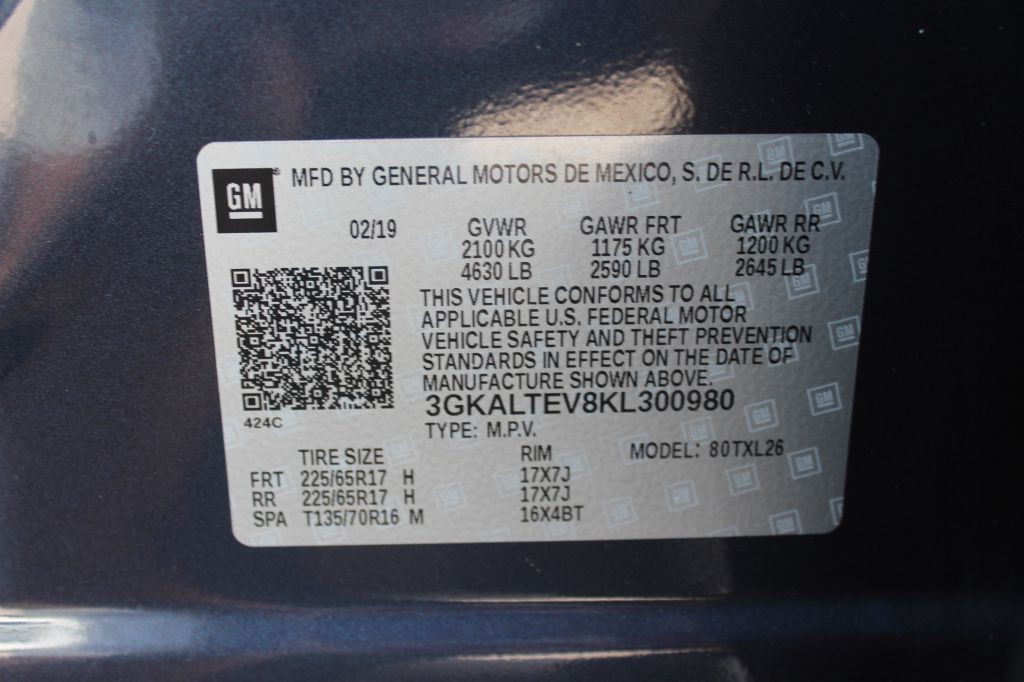 GM MFD BY GENERAL MOTORS DE MEXICO, S. DE R.L. DE C.V.
02/19 GVWR GAWR FRT GAWR RR
2100 KG 1175 KG 1200 KG
4630 LB 2590 LB 2645 LB
THIS VEHICLE CONFORMS TO ALL
APPLICABLE U.S. FEDERAL MOTOR
VEHICLE SAFETY AND THEFT PREVENTION
STANDARDS IN EFFECT ON THE DATE OF
MANUFACTURE SHOWN ABOVE.
3GKALTEV8KL300980
424C
TYPE: M.P.V.
TIRE SIZE RIM MODEL: 80TXL26
FRT 225/65R17 H 17X7J
RR 225/65R17 H 17X7J
SPA T135/70R16 M 16X4BT